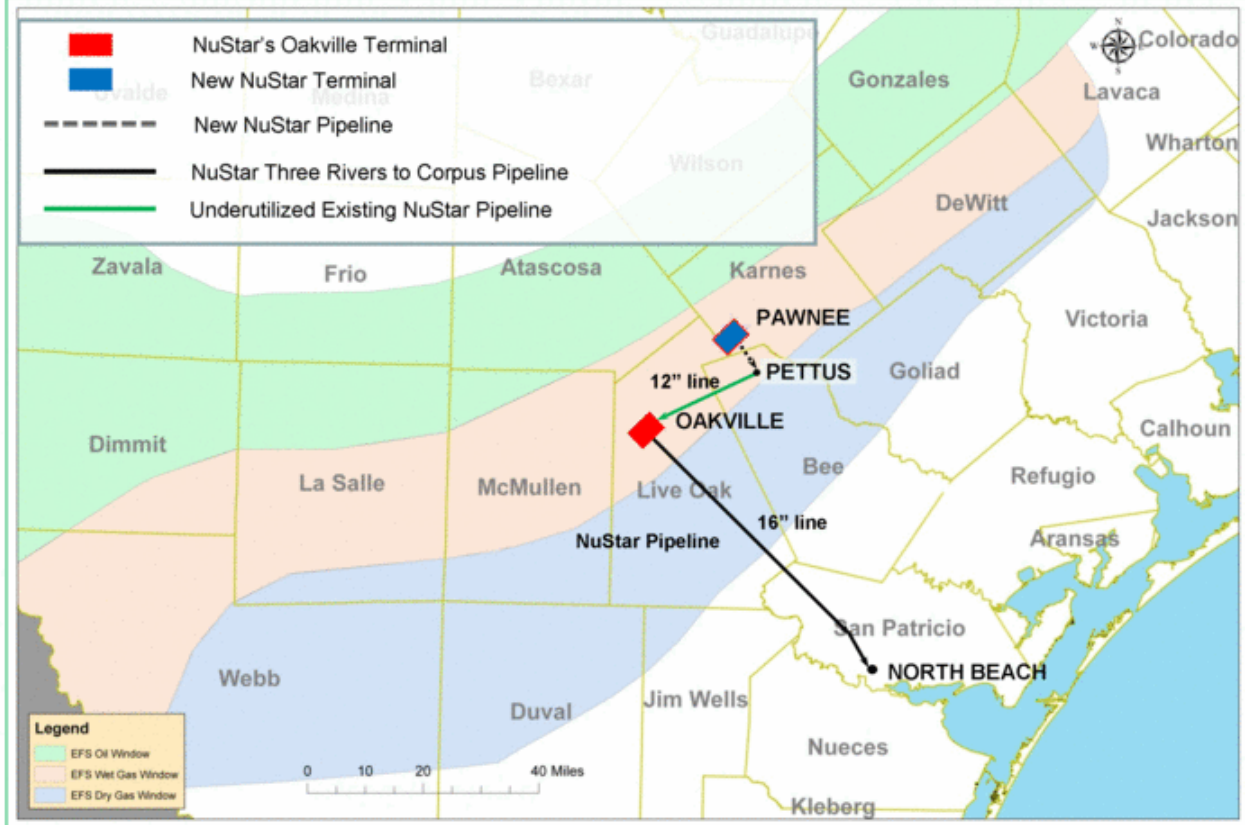 NuStar's Oakville Terminal
New NuStar Terminal
New NuStar Pipeline
NuStar Three Rivers to Corpus Pipeline
Underutilized Existing NuStar Pipeline
Guadalupe
Uvalde
Medina
Bexar
Wilson
N
W
S
Colorado
Gonzales
Lavaca
Wharton
DeWitt
Jackson
Zavala
Frio
Atascosa
Karnes
PAWNEE
Victoria
PETTUS
Goliad
12" line
OAKVILLE
Calhoun
Dimmit
La Salle
McMullen
Live Oak
Bee
Refugio
16" line
NuStar Pipeline
Aransas
San Patricio
NORTH BEACH
Webb
Duval
Jim Wells
Nueces
Kleberg
Legend
EFS Oil Window
EFS Wet Gas Window
EFS Dry Gas Window
0 10 20 40 Miles